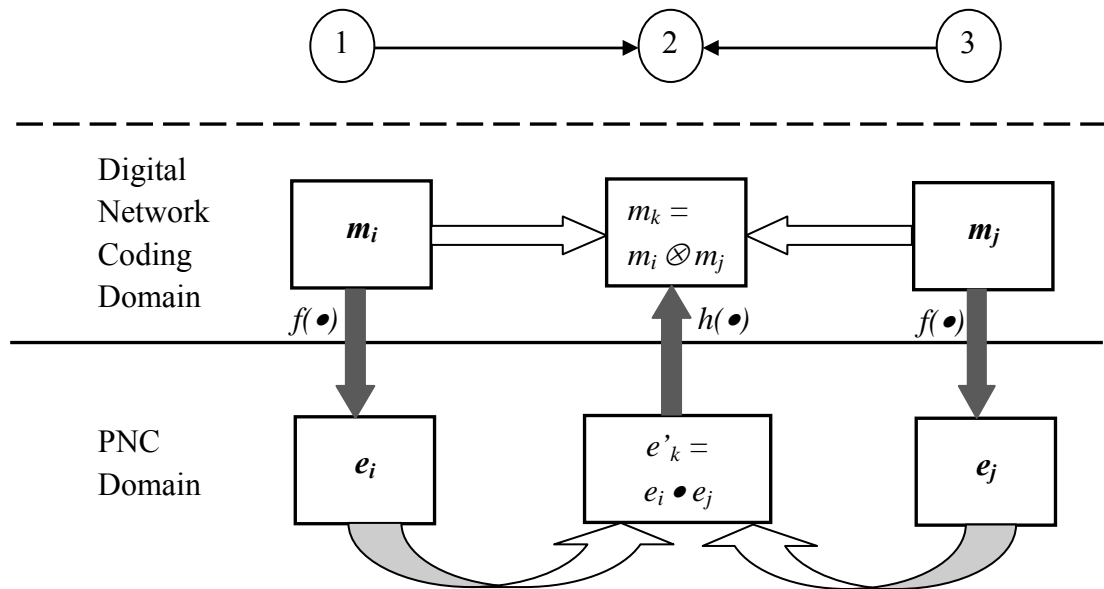 1 2 3
Digital
Network
Coding
Domain
m_i
m_k =
m_i ⊗ m_j
m_j
f(●) h(●) f(●)
PNC
Domain
e_i
e’_k =
e_i ● e_j
e_j